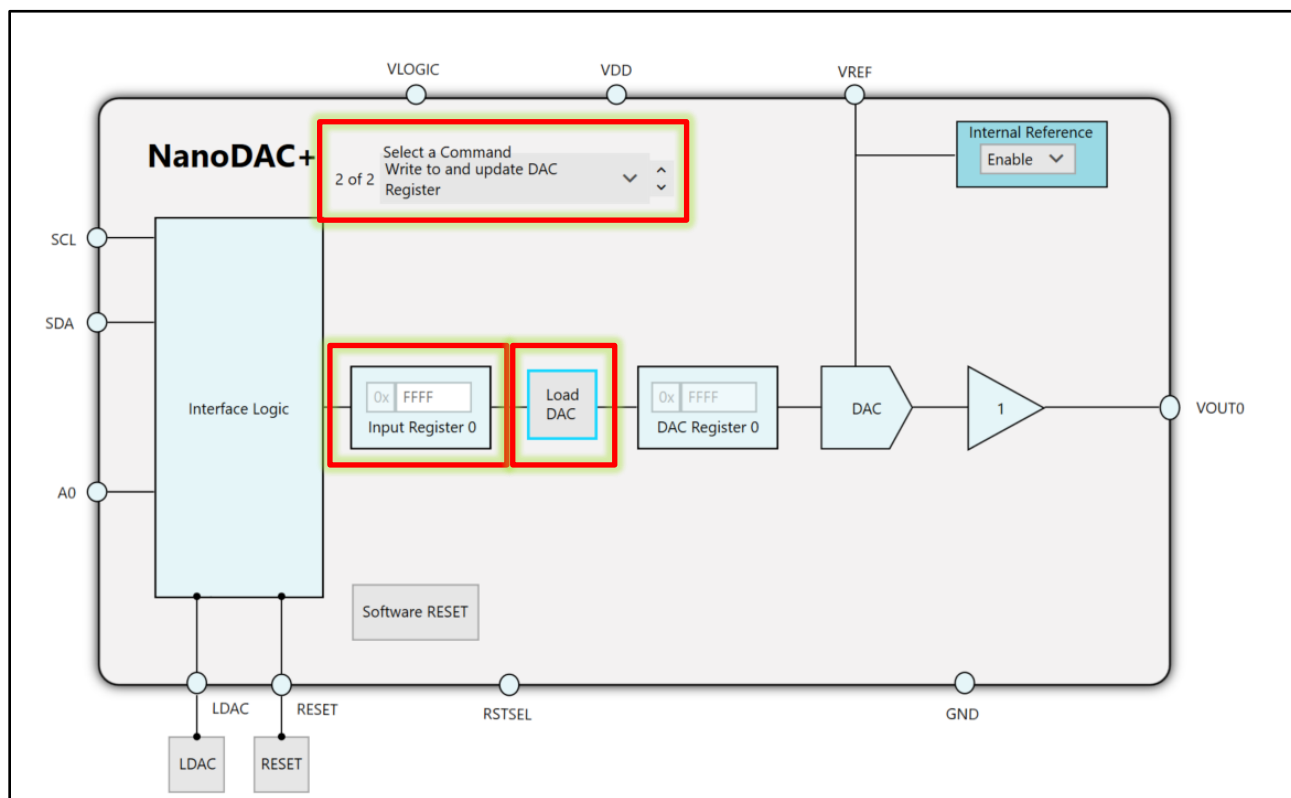 VLOGIC
VDD
VREF
NanoDAC+
Select a Command
2 of 2
Write to and update DAC
Register
Internal Reference
Enable
SCL
SDA
A0
Interface Logic
0x FFFF
Input Register 0
Load
DAC
0x FFFF
DAC Register 0
DAC
1
VOUT0
Software RESET
LDAC
RESET
RSTSEL
GND
LDAC
RESET